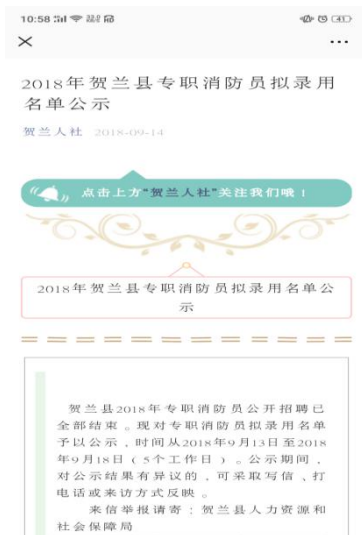 10:58
2018年贺兰县专职消防员拟录用
名单公示
贺兰人社 2018-09-14
点击上方"贺兰人社"关注我们哦！
2018年贺兰县专职消防员拟录用名单公
示
贺兰县2018年专职消防员公开招聘已
全部结束。现对专职消防员拟录用名单
予以公示，时间从2018年9月13日至2018
年9月18日（5个工作日）。公示期间，
对公示结果有异议的，可采取写信、打
电话或来访方式反映。
来信举报请寄：贺兰县人力资源和
社会保障局